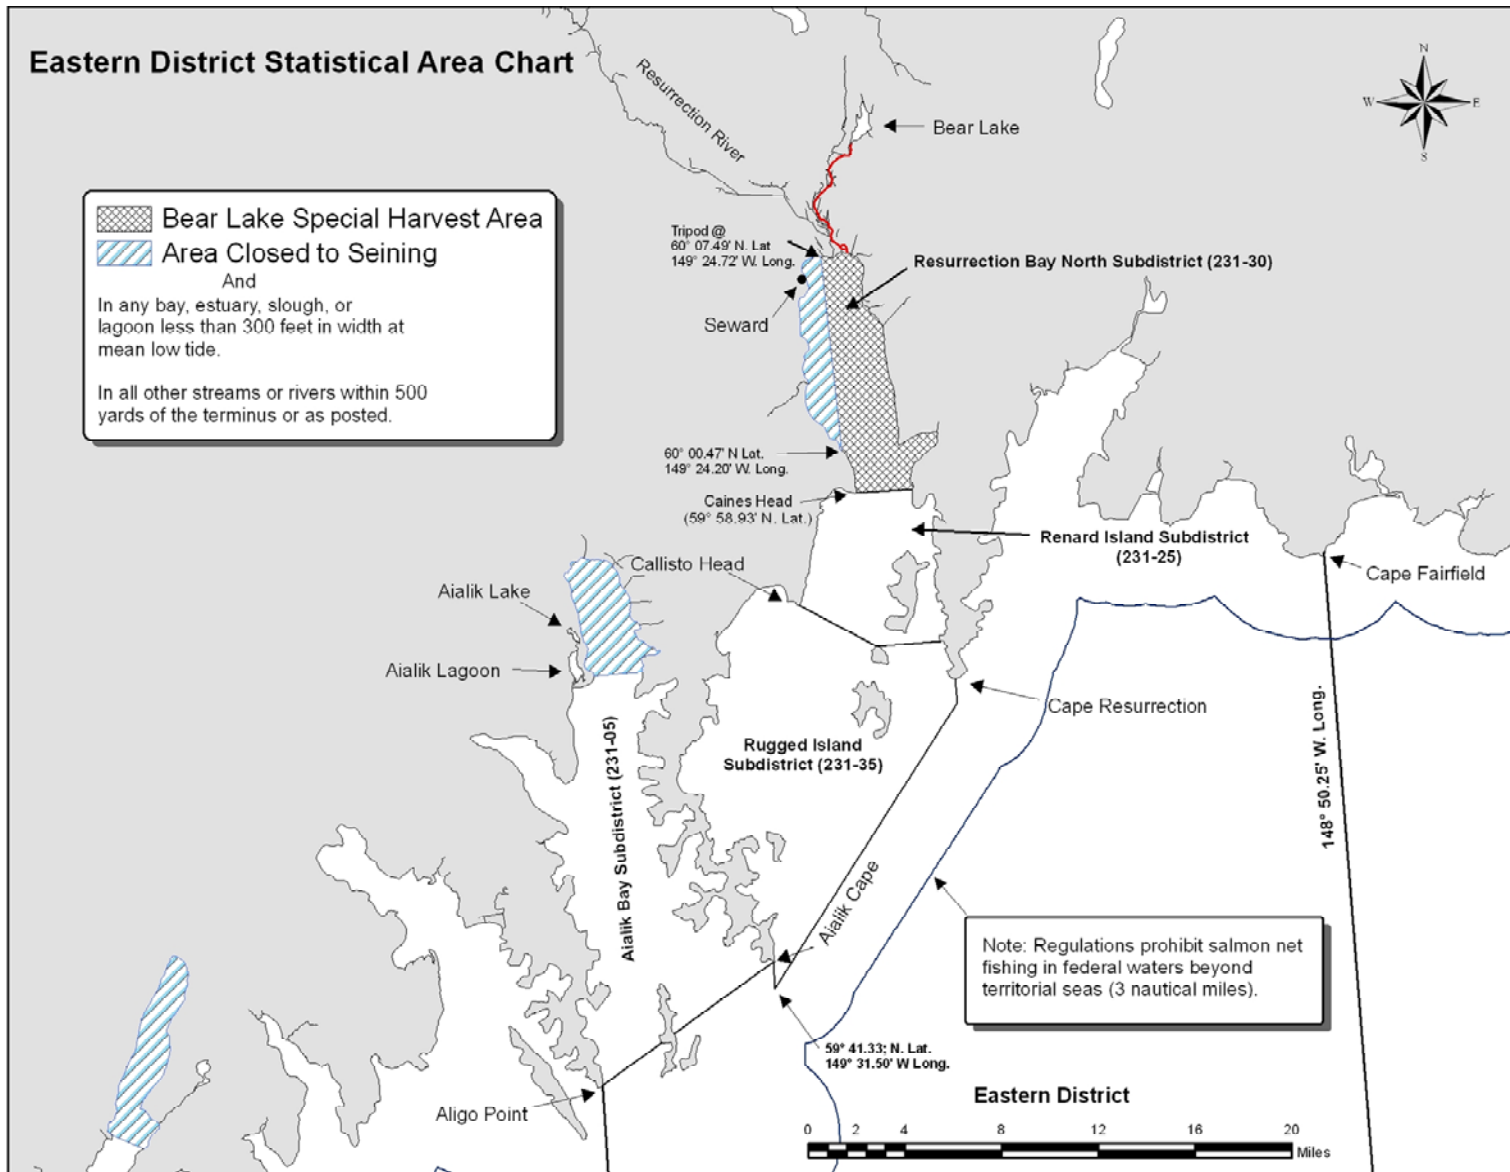 Eastern District Statistical Area Chart
N
W
E
S
Resurrection River
Bear Lake
Bear Lake Special Harvest Area
Area Closed to Seining
And
In any bay, estuary, slough, or
lagoon less than 300 feet in width at
mean low tide.
In all other streams or rivers within 500
yards of the terminus or as posted.
Tripod @
60° 07.49' N. Lat
149° 24.72' W. Long.
Resurrection Bay North Subdistrict (231-30)
Seward
60° 00.47' N Lat.
149° 24.20' W. Long.
Caines Head
(59° 58.93' N. Lat.)
Renard Island Subdistrict
(231-25)
Cape Fairfield
Callisto Head
Aialik Lake
Aialik Lagoon
Cape Resurrection
Rugged Island
Subdistrict (231-35)
Aialik Bay Subdistrict (231-05)
148° 50.25' W. Long.
Aialik Cape
Note: Regulations prohibit salmon net
fishing in federal waters beyond
territorial seas (3 nautical miles).
59° 41.33; N. Lat.
149° 31.50' W Long.
Aligo Point
Eastern District
0 2 4 8 12 16 20
Miles